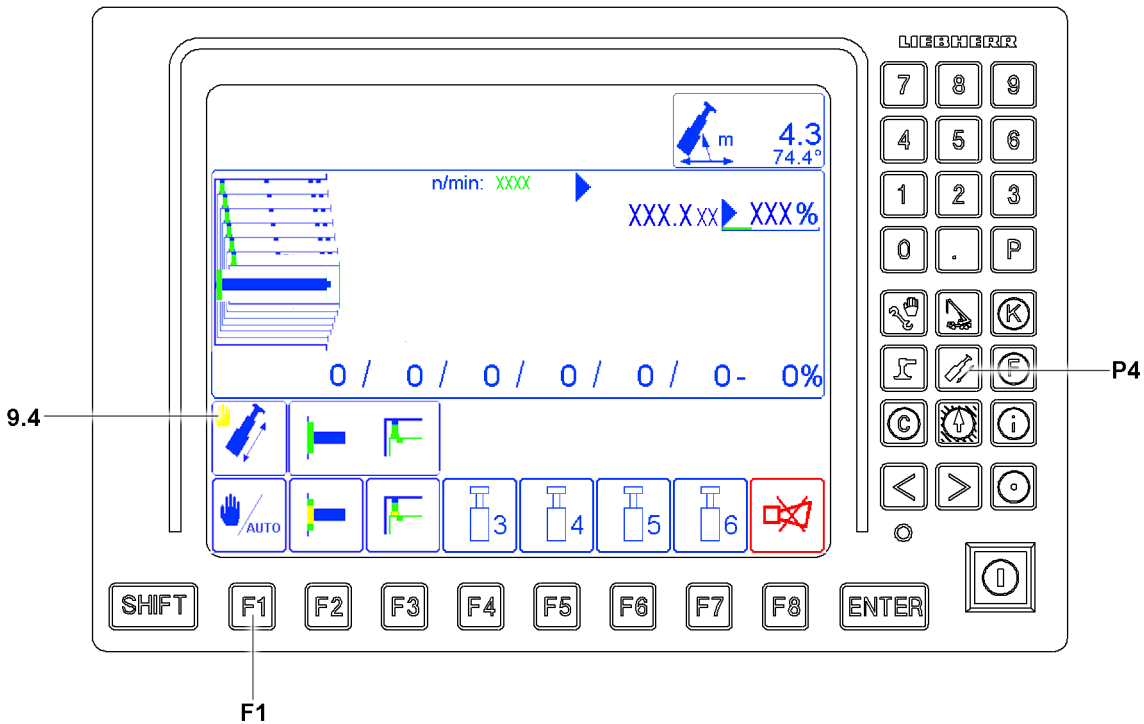 LIEBHERR
7 8 9
m 4.3
74.4°
4 5 6
n/min: XXXX
1 2 3
XXX.X XX XXX%
0 . P
K
0 / 0 / 0 / 0 / 0 / 0 - 0%
F
P4
9.4
C i
< >
/AUTO 3 4 5 6
SHIFT F1 F2 F3 F4 F5 F6 F7 F8 ENTER
F1